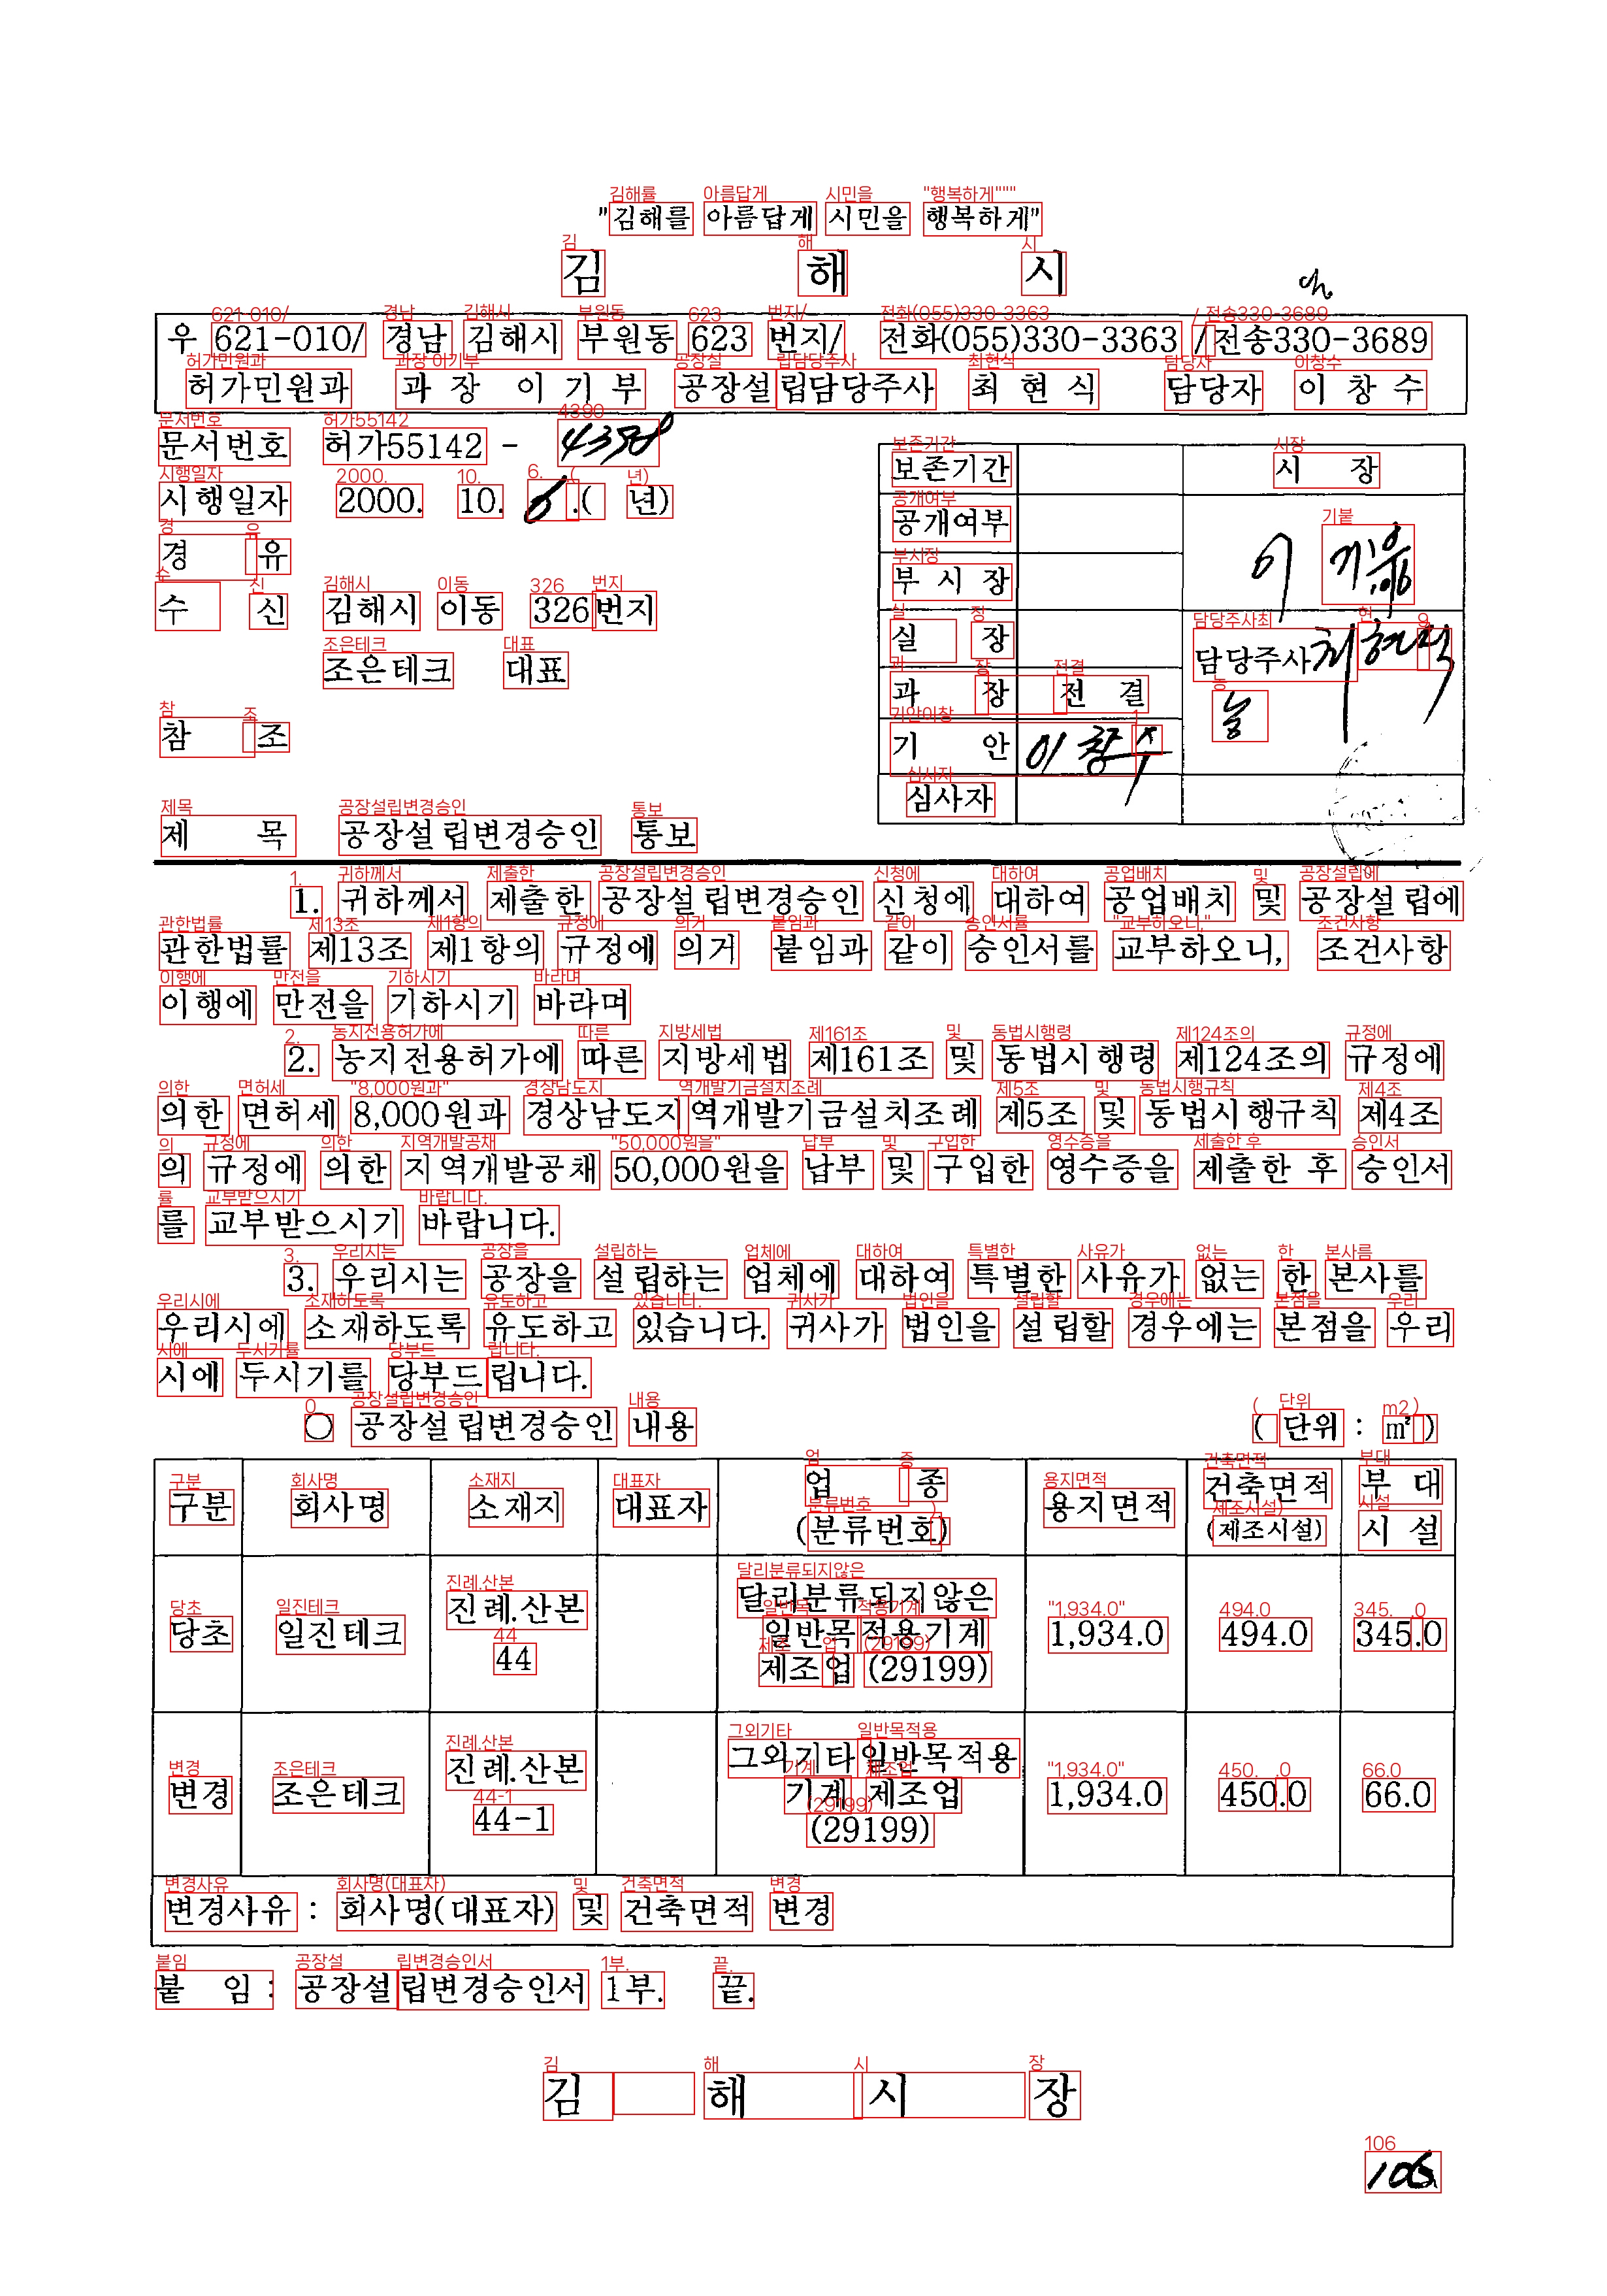 "김해를 아름답게 시민을 행복하게"
김 해 시
우 621-010/ 경남 김해시 부원동 623 번지/ 전화(055)330-3363 / 전송330-3689
허가민원과 과 장 이 기 부 공장설립담당주사 최 현 식 담당자 이 창 수
문서번호 허가55142 -
시행일자 2000. 10. 6.( 년)
경 유
수 신 김해시 이동 326번지
조은테크 대표
참 조
제 목 공장설립변경승인 통보
보존기간 시 장
공개여부
부 시 장
실 장 담당주사 최현식
과 장 전 결
기 안 이창수
심사자
1. 귀하께서 제출한 공장설립변경승인 신청에 대하여 공업배치 및 공장설립에
관한법률 제13조 제1항의 규정에 의거 붙임과 같이 승인서를 교부하오니, 조건사항
이행에 만전을 기하시기 바라며
2. 농지전용허가에 따른 지방세법 제161조 및 동법시행령 제124조의 규정에
의한 면허세 8,000원과 경상남도지역개발기금설치조례 제5조 및 동법시행규칙 제4조
의 규정에 의한 지역개발공채 50,000원을 납부 및 구입한 영수증을 제출한 후 승인서
를 교부받으시기 바랍니다.
3. 우리시는 공장을 설립하는 업체에 대하여 특별한 사유가 없는 한 본사를
우리시에 소재하도록 유도하고 있습니다. 귀사가 법인을 설립할 경우에는 본점을 우리
시에 두시기를 당부드립니다.
○ 공장설립변경승인 내용 ( 단위 : ㎡ )
구분 회사명 소재지 대표자 업 종 (분류번호) 용지면적 건축면적 (제조시설) 부 대 시 설
당초 일진테크 진례.산본 44 달리분류되지않은 일반목적용기계 제조업 (29199) 1,934.0 494.0 345.0
변경 조은테크 진례.산본 44-1 그외기타일반목적용 기계 제조업 (29199) 1,934.0 450.0 66.0
변경사유 : 회사명(대표자) 및 건축면적 변경
붙 임 : 공장설립변경승인서 1부. 끝.
김 해 시 장